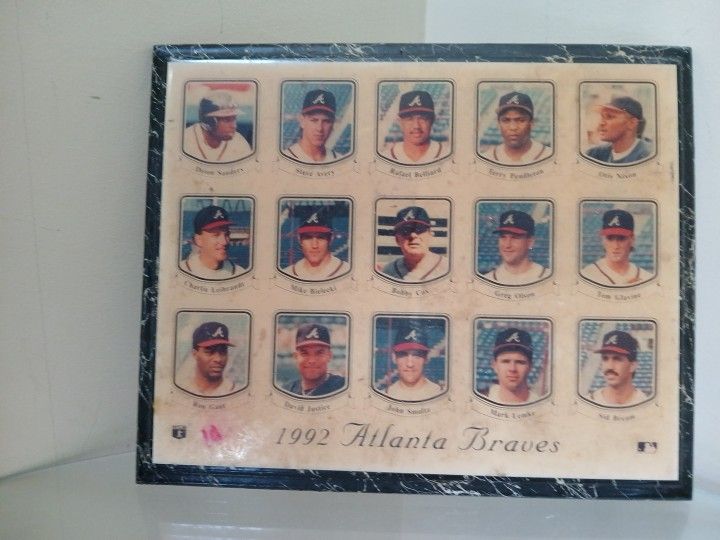 Deion Sanders
Steve Avery
Rafael Belliard
Terry Pendleton
Otis Nixon
Charlie Leibrandt
Mike Bielecki
Bobby Cox
Greg Olson
Tom Glavine
Ron Gant
David Justice
John Smoltz
Mark Lemke
Sid Bream
1992 Atlanta Braves